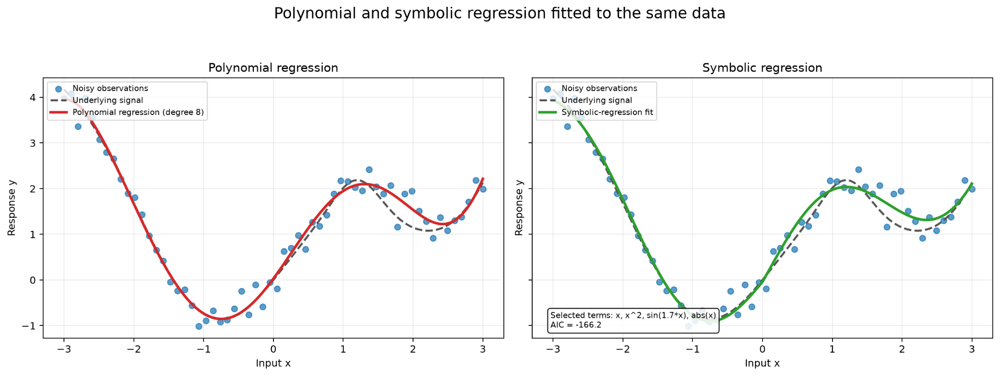 Polynomial and symbolic regression fitted to the same data
Polynomial regression
Noisy observations
Underlying signal
Polynomial regression (degree 8)
Response y
4
3
2
1
0
−1
−3
−2
−1
0
1
2
3
Input x
Symbolic regression
Noisy observations
Underlying signal
Symbolic-regression fit
Response y
Selected terms: x, x^2, sin(1.7*x), abs(x)
AIC = -166.2
−3
−2
−1
0
1
2
3
Input x